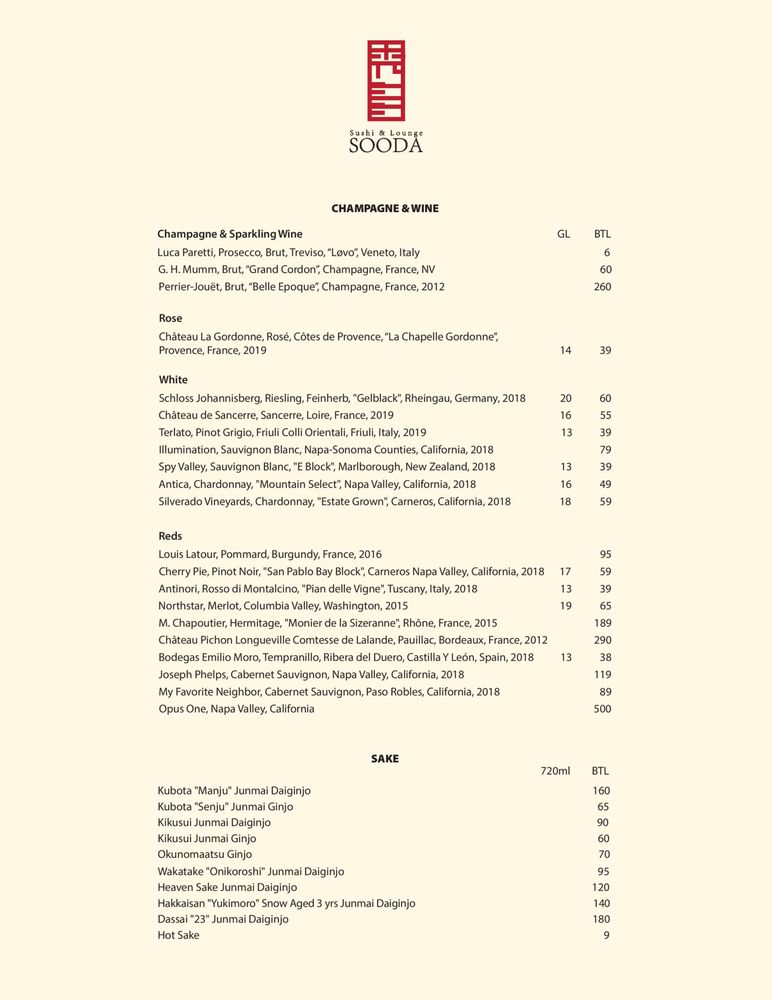 Sushi & Lounge
SOODA
CHAMPAGNE & WINE
Champagne & Sparkling Wine GL BTL
Luca Paretti, Prosecco, Brut, Treviso, “Løvo”, Veneto, Italy 6
G. H. Mumm, Brut, “Grand Cordon”, Champagne, France, NV 60
Perrier-Jouët, Brut, “Belle Epoque”, Champagne, France, 2012 260
Rose
Château La Gordonne, Rosé, Côtes de Provence, “La Chapelle Gordonne”,
Provence, France, 2019 14 39
White
Schloss Johannisberg, Riesling, Feinherb, "Gelblack", Rheingau, Germany, 2018 20 60
Château de Sancerre, Sancerre, Loire, France, 2019 16 55
Terlato, Pinot Grigio, Friuli Colli Orientali, Friuli, Italy, 2019 13 39
Illumination, Sauvignon Blanc, Napa-Sonoma Counties, California, 2018 79
Spy Valley, Sauvignon Blanc, "E Block", Marlborough, New Zealand, 2018 13 39
Antica, Chardonnay, "Mountain Select", Napa Valley, California, 2018 16 49
Silverado Vineyards, Chardonnay, "Estate Grown", Carneros, California, 2018 18 59
Reds
Louis Latour, Pommard, Burgundy, France, 2016 95
Cherry Pie, Pinot Noir, "San Pablo Bay Block", Carneros Napa Valley, California, 2018 17 59
Antinori, Rosso di Montalcino, "Pian delle Vigne", Tuscany, Italy, 2018 13 39
Northstar, Merlot, Columbia Valley, Washington, 2015 19 65
M. Chapoutier, Hermitage, "Monier de la Sizeranne", Rhône, France, 2015 189
Château Pichon Longueville Comtesse de Lalande, Pauillac, Bordeaux, France, 2012 290
Bodegas Emilio Moro, Tempranillo, Ribera del Duero, Castilla Y León, Spain, 2018 13 38
Joseph Phelps, Cabernet Sauvignon, Napa Valley, California, 2018 119
My Favorite Neighbor, Cabernet Sauvignon, Paso Robles, California, 2018 89
Opus One, Napa Valley, California 500
SAKE
720ml BTL
Kubota "Manju" Junmai Daiginjo 160
Kubota "Senju" Junmai Ginjo 65
Kikusui Junmai Daiginjo 90
Kikusui Junmai Ginjo 60
Okunomaatsu Ginjo 70
Wakatake "Onikoroshi" Junmai Daiginjo 95
Heaven Sake Junmai Daiginjo 120
Hakkaisan "Yukimoro" Snow Aged 3 yrs Junmai Daiginjo 140
Dassai "23" Junmai Daiginjo 180
Hot Sake 9